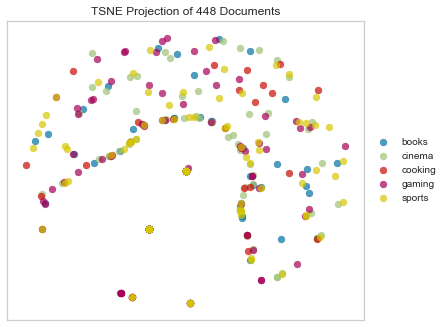 TSNE Projection of 448 Documents
books
cinema
cooking
gaming
sports